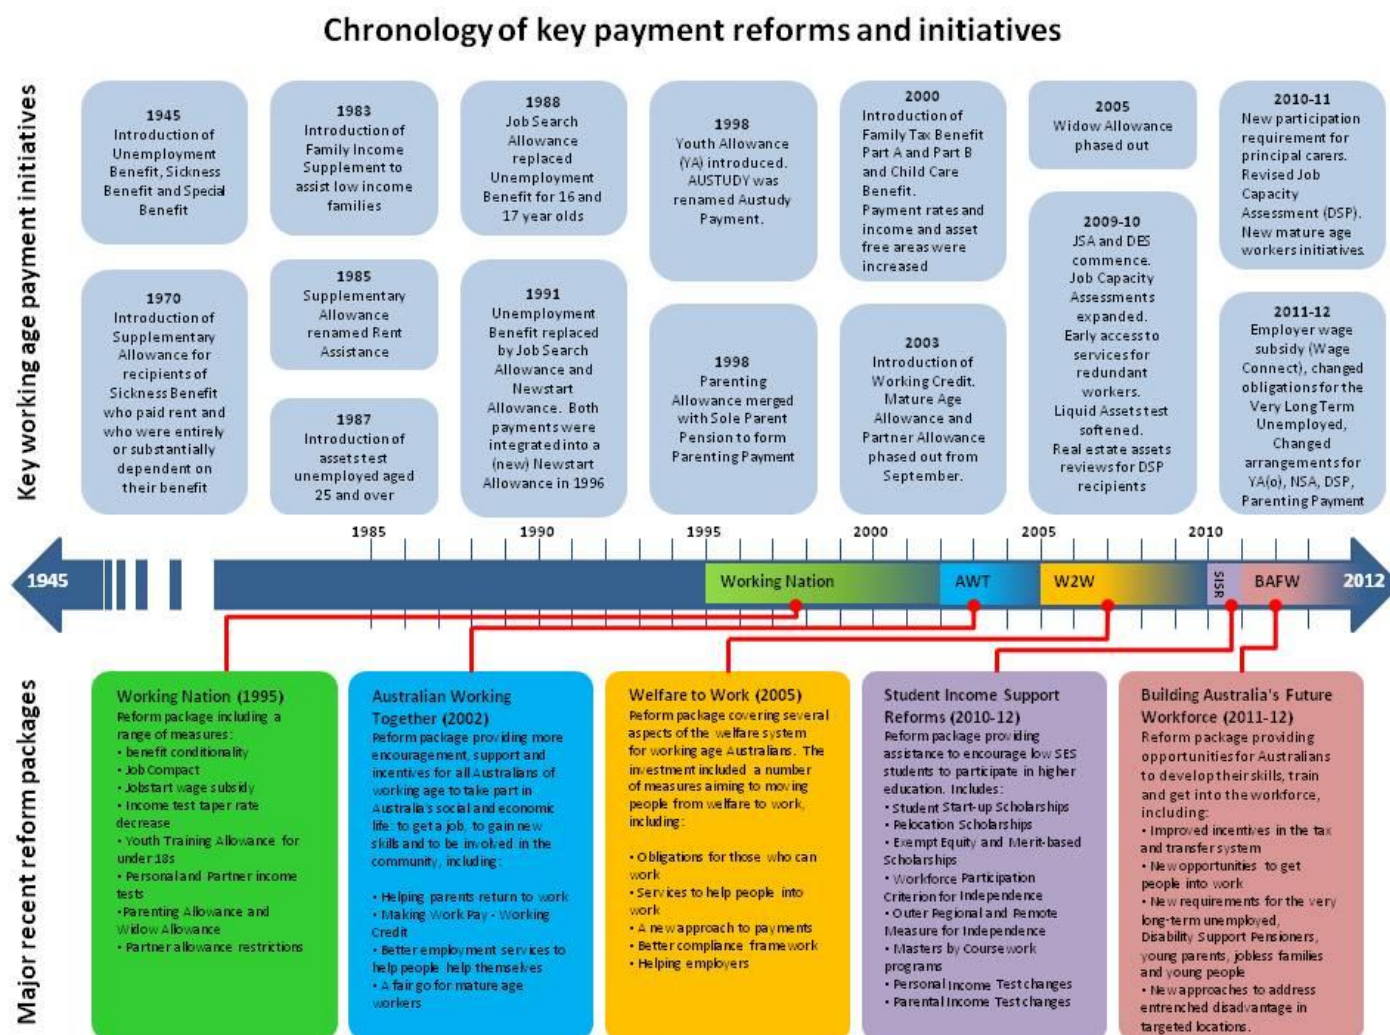 Chronology of key payment reforms and initiatives
Key working age payment initiatives
1945
Introduction of
Unemployment
Benefit, Sickness
Benefit and Special
Benefit
1970
Introduction of
Supplementary
Allowance for
recipients of
Sickness Benefit
who paid rent and
who were entirely
or substantially
dependent on
their benefit
1983
Introduction of
Family Income
Supplement to
assist low income
families
1985
Supplementary
Allowance
renamed Rent
Assistance
1987
Introduction of
assets test
unemployed aged
25 and over
1988
Job Search
Allowance
replaced
Unemployment
Benefit for 16 and
17 year olds
1991
Unemployment
Benefit replaced
by Job Search
Allowance and
Newstart
Allowance. Both
payments were
integrated into a
(new) Newstart
Allowance in 1996
1998
Youth Allowance
(YA) introduced.
AUSTUDY was
renamed Austudy
Payment.
1998
Parenting
Allowance merged
with Sole Parent
Pension to form
Parenting Payment
2000
Introduction of
Family Tax Benefit
Part A and Part B
and Child Care
Benefit.
Payment rates and
income and asset
free areas were
increased
2003
Introduction of
Working Credit.
Mature Age
Allowance and
Partner Allowance
phased out from
September.
2005
Widow Allowance
phased out
2009-10
JSA and DES
commence.
Job Capacity
Assessments
expanded.
Early access to
services for
redundant
workers.
Liquid Assets test
softened.
Real estate assets
reviews for DSP
recipients
2010-11
New participation
requirement for
principal carers.
Revised Job
Capacity
Assessment (DSP).
New mature age
workers initiatives.
2011-12
Employer wage
subsidy (Wage
Connect), changed
obligations for the
Very Long Term
Unemployed,
Changed
arrangements for
YA(o), NSA, DSP,
Parenting Payment
1985 1990 1995 2000 2005 2010
1945 Working Nation AWT W2W SISR BAFW 2012
Major recent reform packages
Working Nation (1995)
Reform package including a
range of measures:
• benefit conditionality
• Job Compact
• Jobstart wage subsidy
• Income test taper rate
decrease
• Youth Training Allowance for
under 18s
• Personal and Partner income
tests
•Parenting Allowance and
Widow Allowance
• Partner allowance restrictions
Australian Working
Together (2002)
Reform package providing more
encouragement, support and
incentives for all Australians of
working age to take part in
Australia's social and economic
life: to get a job, to gain new
skills and to be involved in the
community, including:
• Helping parents return to work
• Making Work Pay - Working
Credit
• Better employment services to
help people help themselves
• A fair go for mature age
workers
Welfare to Work (2005)
Reform package covering several
aspects of the welfare system
for working age Australians. The
investment included a number
of measures aiming to moving
people from welfare to work,
including:
• Obligations for those who can
work
• Services to help people into
work
• A new approach to payments
• Better compliance framework
• Helping employers
Student Income Support
Reforms (2010-12)
Reform package providing
assistance to encourage low SES
students to participate in higher
education. Includes:
• Student Start-up Scholarships
• Relocation Scholarships
• Exempt Equity and Merit-based
Scholarships
• Workforce Participation
Criterion for Independence
• Outer Regional and Remote
Measure for Independence
• Masters by Coursework
programs
• Personal Income Test changes
• Parental Income Test changes
Building Australia's Future
Workforce (2011-12)
Reform package providing
opportunities for Australians
to develop their skills, train
and get into the workforce,
including:
• Improved incentives in the tax
and transfer system
• New opportunities to get
people into work
• New requirements for the very
long-term unemployed,
Disability Support Pensioners,
young parents, jobless families
and young people
• New approaches to address
entrenched disadvantage in
targeted locations.